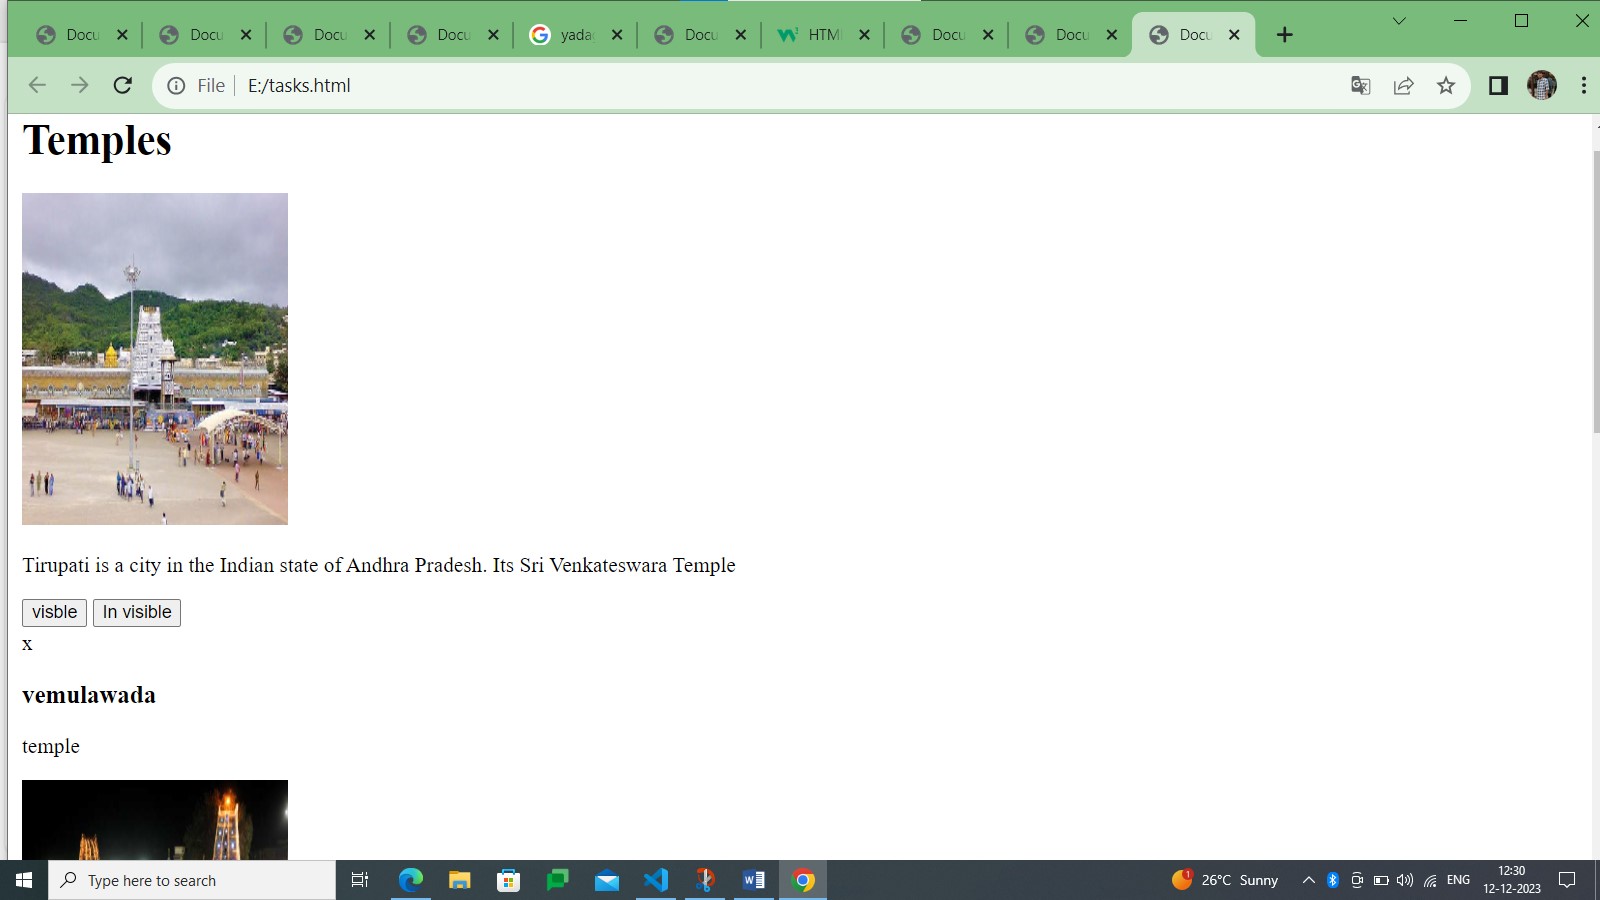 Docu Docu Docu Docu yada Docu HTM Docu Docu Docu
File E:/tasks.html
Temples
Tirupati is a city in the Indian state of Andhra Pradesh. Its Sri Venkateswara Temple
visble In visible
x
vemulawada
temple
Type here to search
1
26°C Sunny
ENG
12:30
12-12-2023